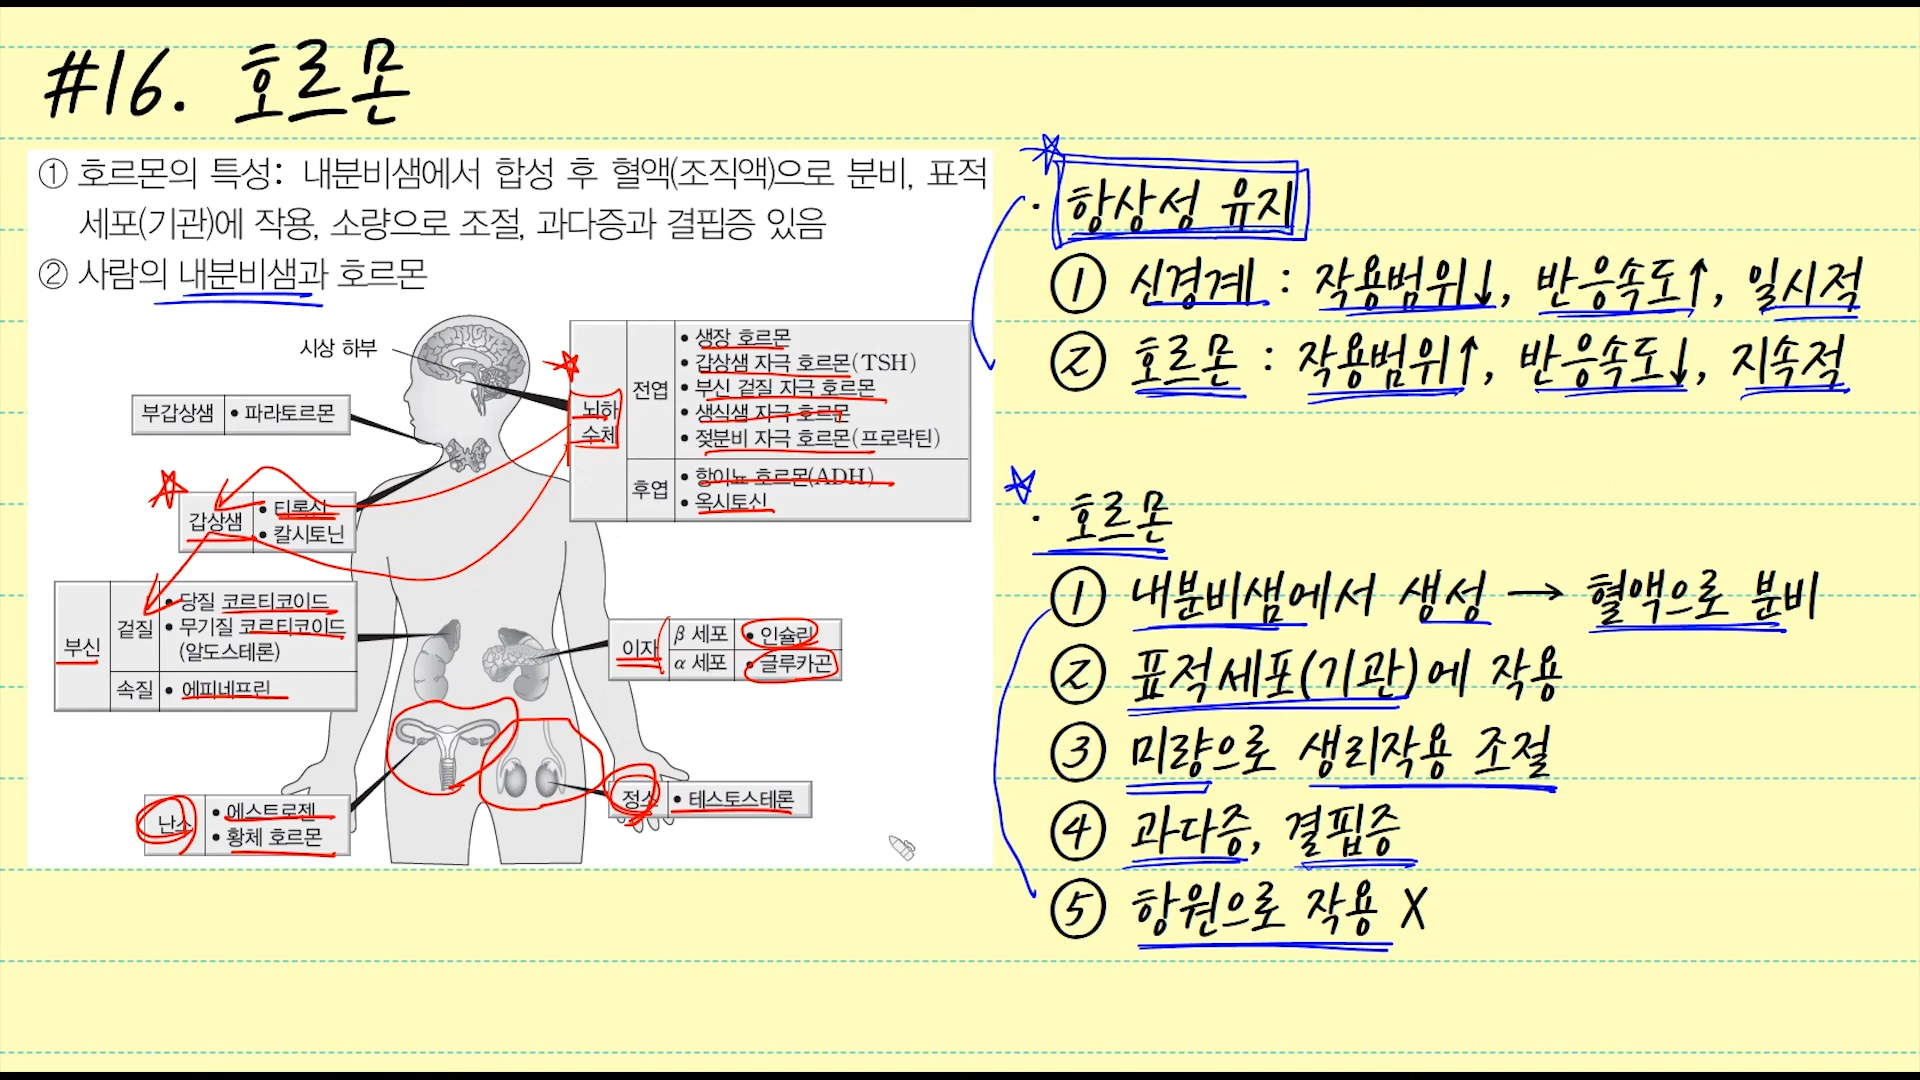 #16. 호르몬
① 호르몬의 특성: 내분비샘에서 합성 후 혈액(조직액)으로 분비, 표적
세포(기관)에 작용, 소량으로 조절, 과다증과 결핍증 있음
② 사람의 내분비샘과 호르몬
시상 하부
부갑상샘 • 파라토르몬
갑상샘
• 티록신
• 칼시토닌
부신
겉질
• 당질 코르티코이드
• 무기질 코르티코이드
(알도스테론)
속질 • 에피네프린
난소
• 에스트로젠
• 황체 호르몬
뇌하
수체
전엽
• 생장 호르몬
• 갑상샘 자극 호르몬(TSH)
• 부신 겉질 자극 호르몬
• 생식샘 자극 호르몬
• 젖분비 자극 호르몬(프로락틴)
후엽
• 항이뇨 호르몬(ADH)
• 옥시토신
이자
β 세포 • 인슐린
α 세포 • 글루카곤
정소 • 테스토스테론
· 항상성 유지
① 신경계 : 작용범위↓, 반응속도↑, 일시적
② 호르몬 : 작용범위↑, 반응속도↓, 지속적
· 호르몬
① 내분비샘에서 생성 → 혈액으로 분비
② 표적세포(기관)에 작용
③ 미량으로 생리작용 조절
④ 과다증, 결핍증
⑤ 항원으로 작용 X